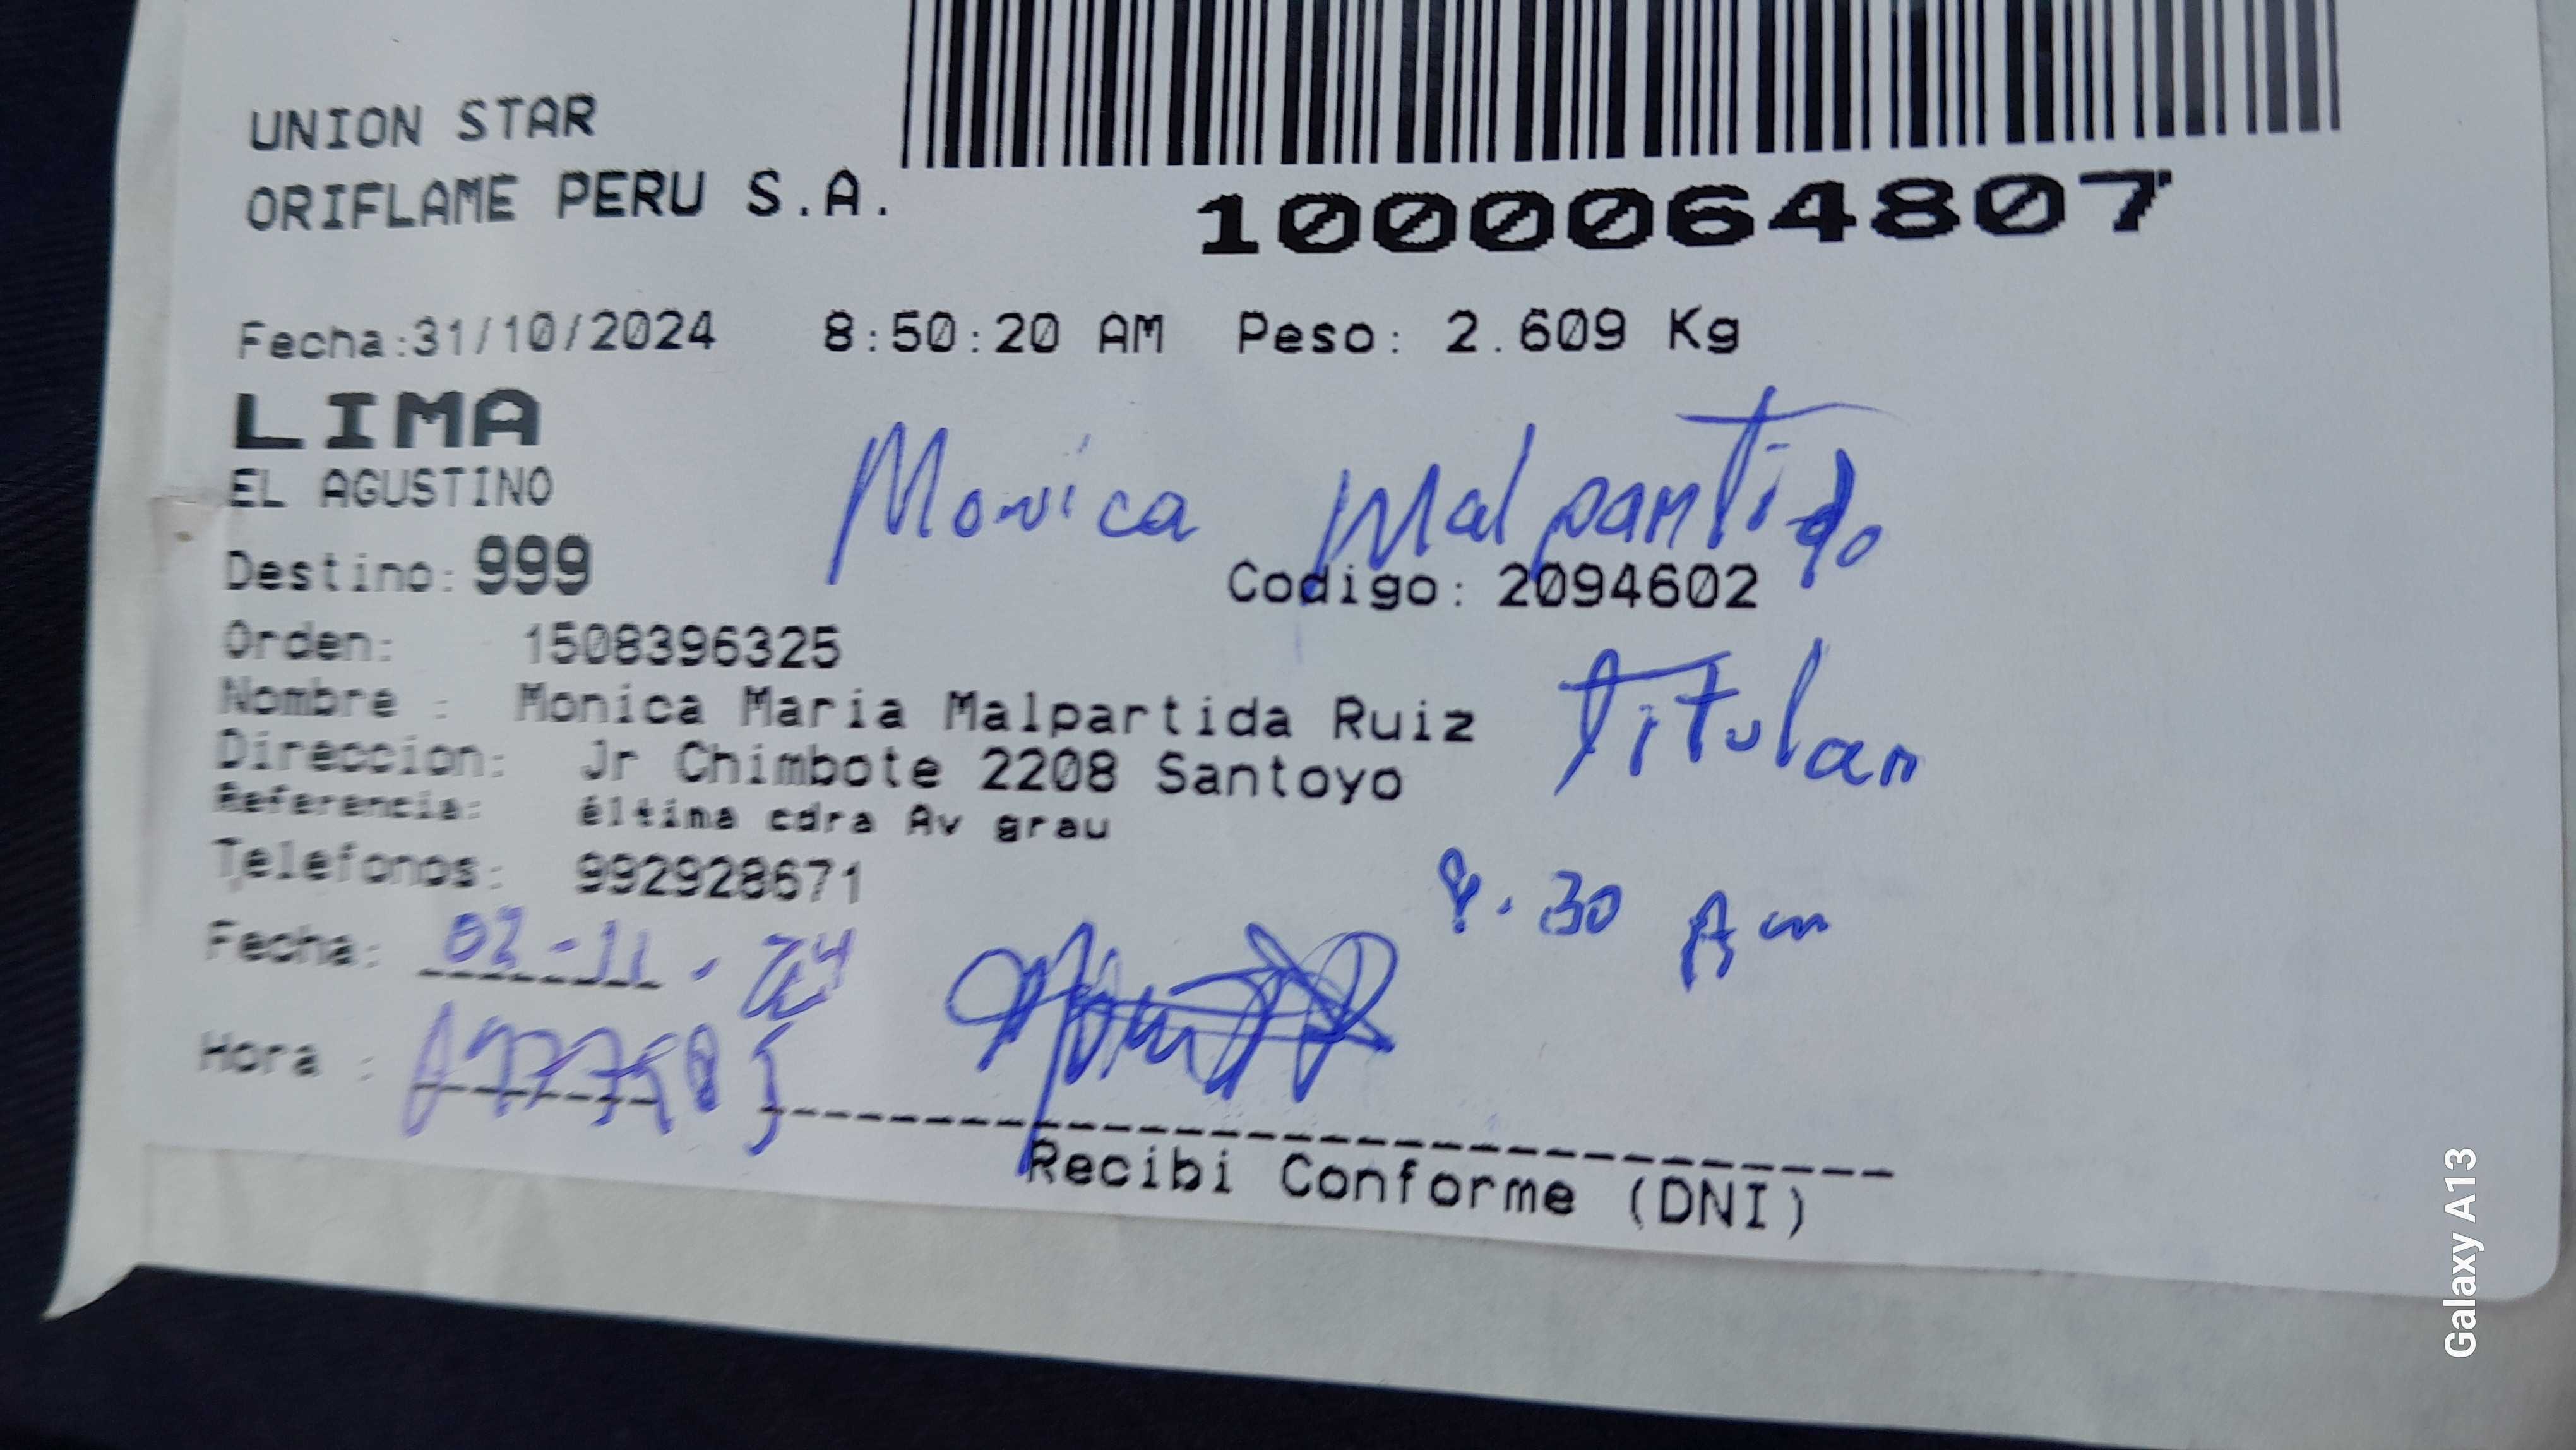 UNION STAR
ORIFLAME PERU S.A.
1000064807
Fecha:31/10/2024 8:50:20 AM Peso: 2.609 Kg
LIMA
EL AGUSTINO
Monica Malpartido
Destino: 999
Codigo: 2094602
Orden: 1508396325
Nombre : Monica Maria Malpartida Ruiz
Titular
Direccion: Jr Chimbote 2208 Santoyo
Referencia: éltima cdra Av grau
Telefonos: 992928671
8.30 Am
Fecha: 02-11-24
Hora :
Recibi Conforme (DNI)
Galaxy A13